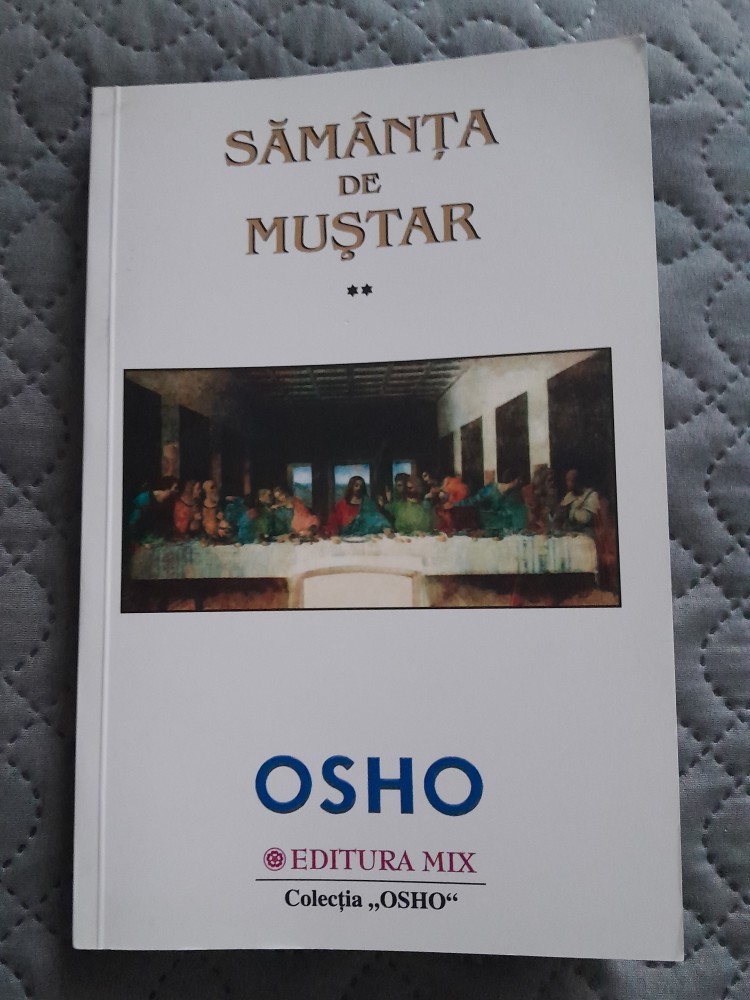 SĂMÂNȚA
DE
MUȘTAR
**
OSHO
EDITURA MIX
Colecția „OSHO“